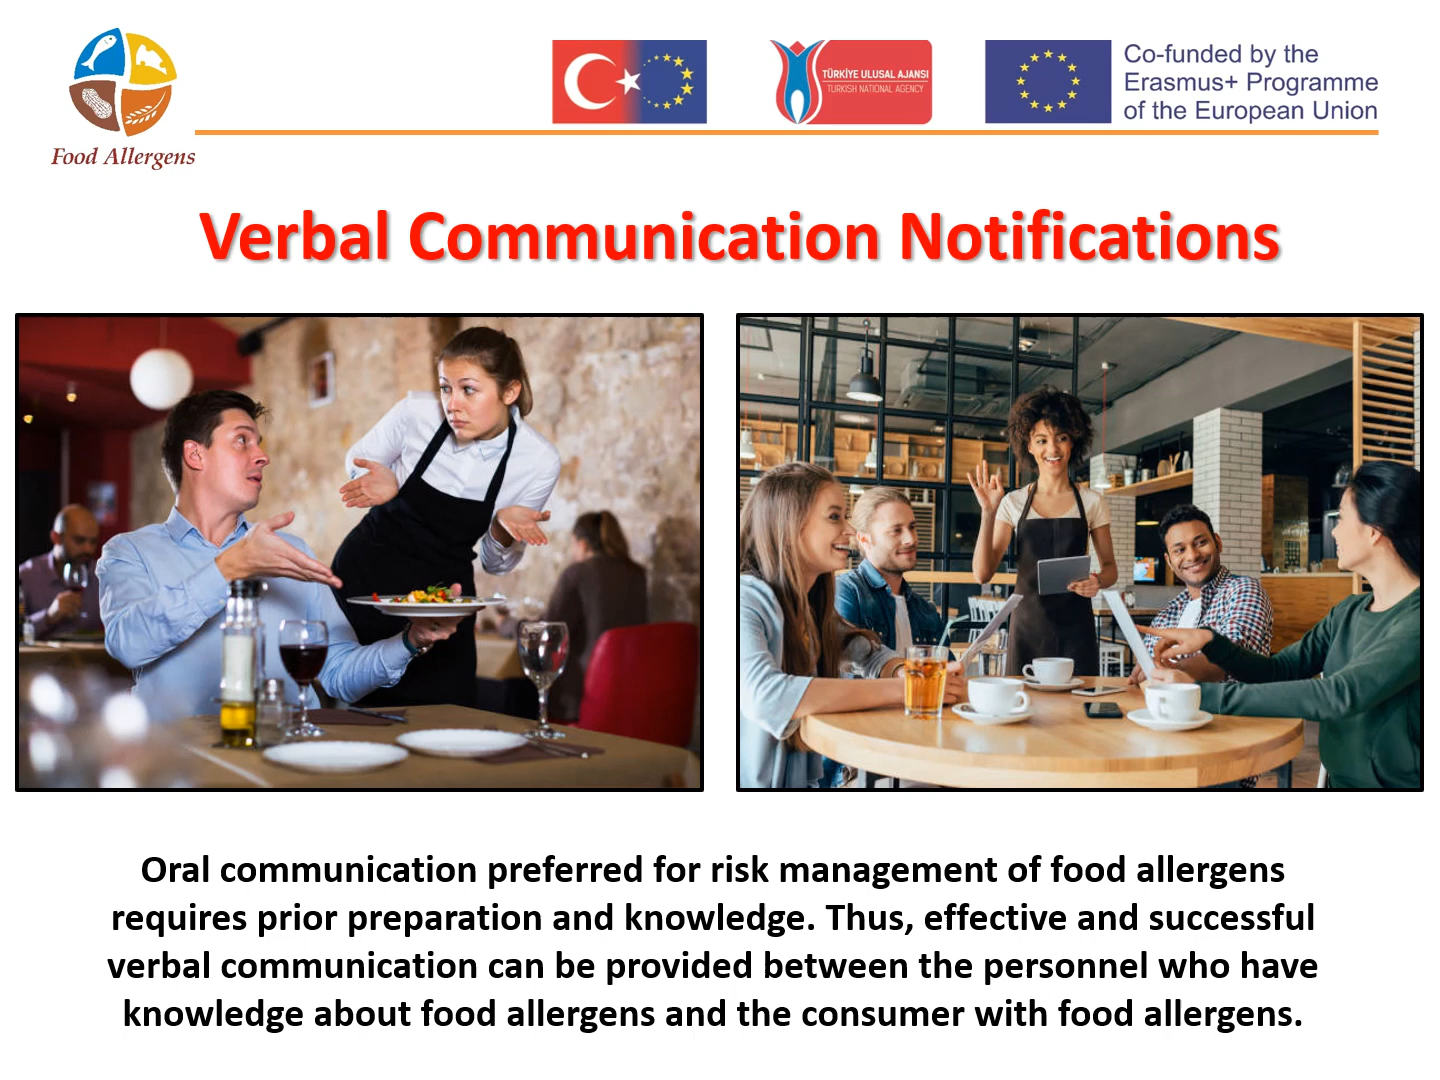 Food Allergens
TÜRKİYE ULUSAL AJANSI
TURKISH NATIONAL AGENCY
Co-funded by the
Erasmus+ Programme
of the European Union
Verbal Communication Notifications
Oral communication preferred for risk management of food allergens
requires prior preparation and knowledge. Thus, effective and successful
verbal communication can be provided between the personnel who have
knowledge about food allergens and the consumer with food allergens.